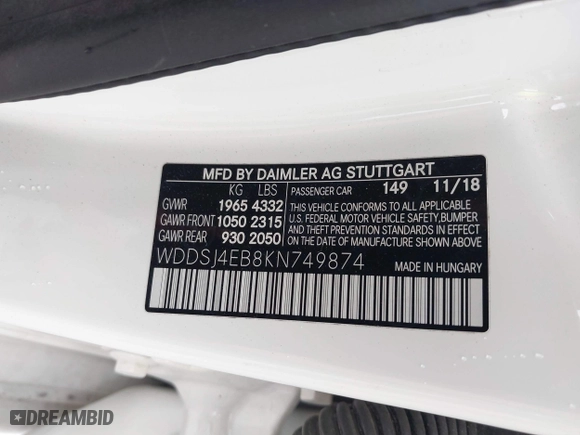 MFD BY DAIMLER AG STUTTGART
KG LBS PASSENGER CAR 149 11/18
GVWR 1965 4332 THIS VEHICLE CONFORMS TO ALL APPLICABLE
GAWR FRONT 1050 2315 U.S. FEDERAL MOTOR VEHICLE SAFETY, BUMPER
GAWR REAR 930 2050 AND THEFT PREVENTION STANDARDS IN EFFECT
ON THE DATE OF MANUFACTURE SHOWN ABOVE.
WDDSJ4EB8KN749874 MADE IN HUNGARY
DREAMBID